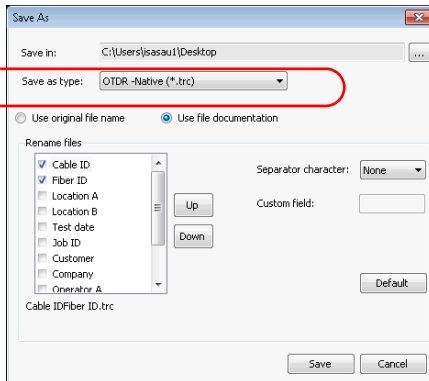 Save As
Save in: C:\Users\isasau1\Desktop ...
Save as type: OTDR -Native (*.trc)
Use original file name Use file documentation
Rename files
Cable ID
Fiber ID
Location A
Location B
Test date
Job ID
Customer
Company
Operator A
Up
Down
Separator character: None
Custom field:
Default
Cable IDFiber ID.trc
Save Cancel